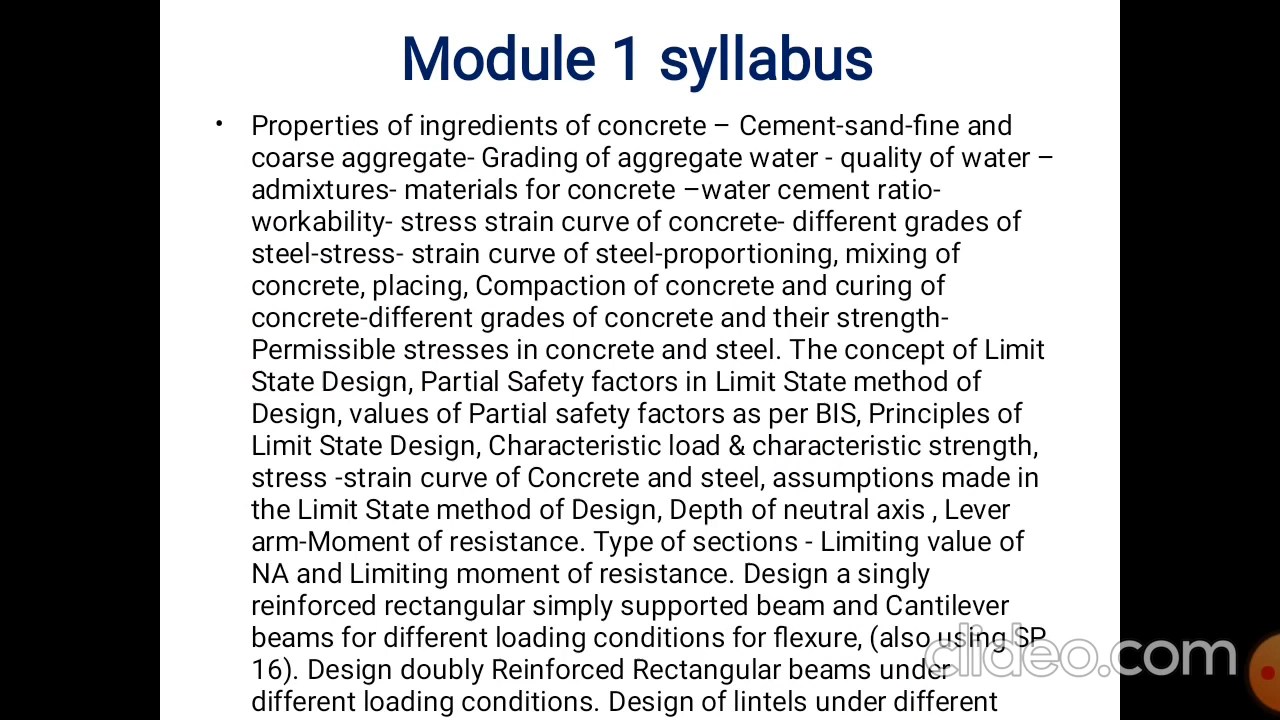 Module 1 syllabus
• Properties of ingredients of concrete – Cement-sand-fine and
coarse aggregate- Grading of aggregate water - quality of water –
admixtures- materials for concrete –water cement ratio-
workability- stress strain curve of concrete- different grades of
steel-stress- strain curve of steel-proportioning, mixing of
concrete, placing, Compaction of concrete and curing of
concrete-different grades of concrete and their strength-
Permissible stresses in concrete and steel. The concept of Limit
State Design, Partial Safety factors in Limit State method of
Design, values of Partial safety factors as per BIS, Principles of
Limit State Design, Characteristic load & characteristic strength,
stress -strain curve of Concrete and steel, assumptions made in
the Limit State method of Design, Depth of neutral axis , Lever
arm-Moment of resistance. Type of sections - Limiting value of
NA and Limiting moment of resistance. Design a singly
reinforced rectangular simply supported beam and Cantilever
beams for different loading conditions for flexure, (also using SP
16). Design doubly Reinforced Rectangular beams under
different loading conditions. Design of lintels under different
clideo.com